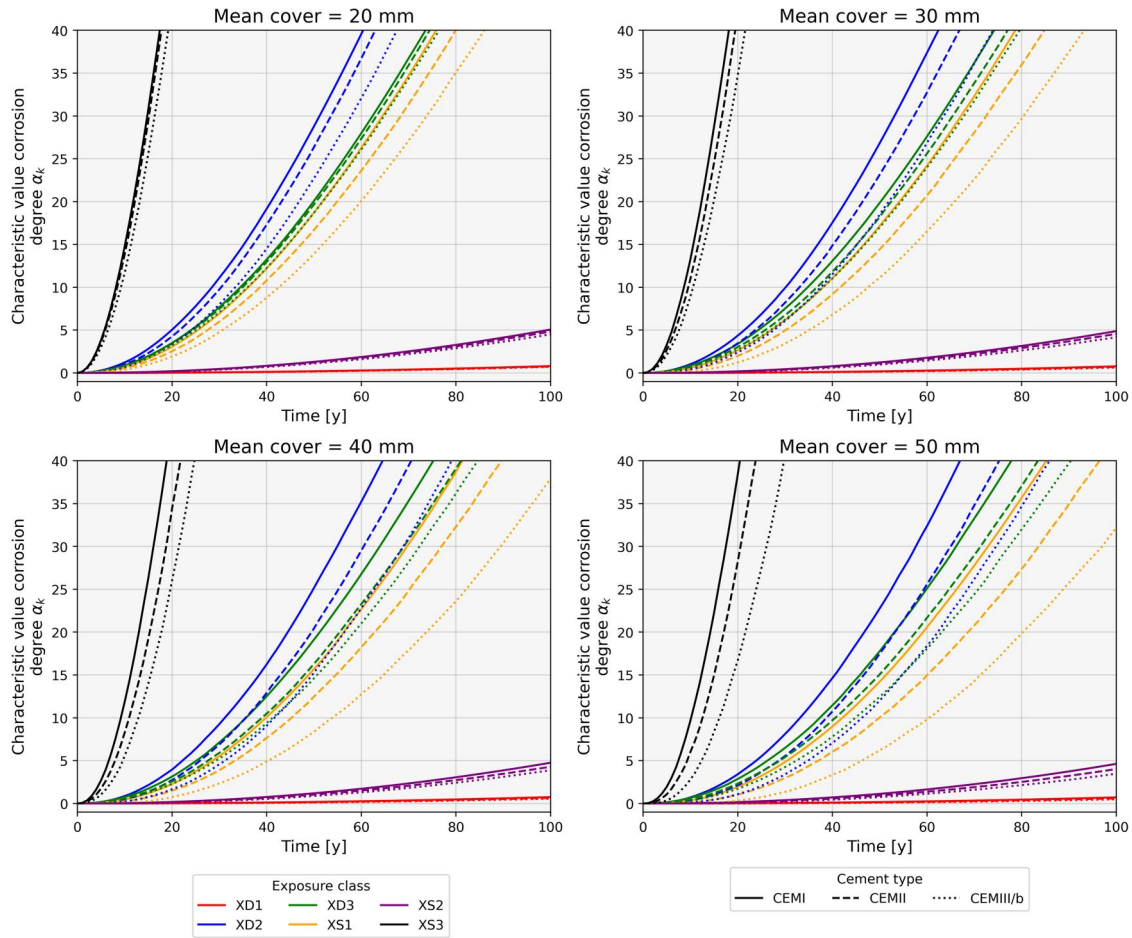 Mean cover = 20 mm
Characteristic value corrosion
degree αk
40
35
30
25
20
15
10
5
0
0 20 40 60 80 100
Time [y]
Mean cover = 30 mm
Characteristic value corrosion
degree αk
40
35
30
25
20
15
10
5
0
0 20 40 60 80 100
Time [y]
Mean cover = 40 mm
Characteristic value corrosion
degree αk
40
35
30
25
20
15
10
5
0
0 20 40 60 80 100
Time [y]
Mean cover = 50 mm
Characteristic value corrosion
degree αk
40
35
30
25
20
15
10
5
0
0 20 40 60 80 100
Time [y]
Exposure class
XD1 XD3 XS2
XD2 XS1 XS3
Cement type
CEMI CEMII CEMIII/b